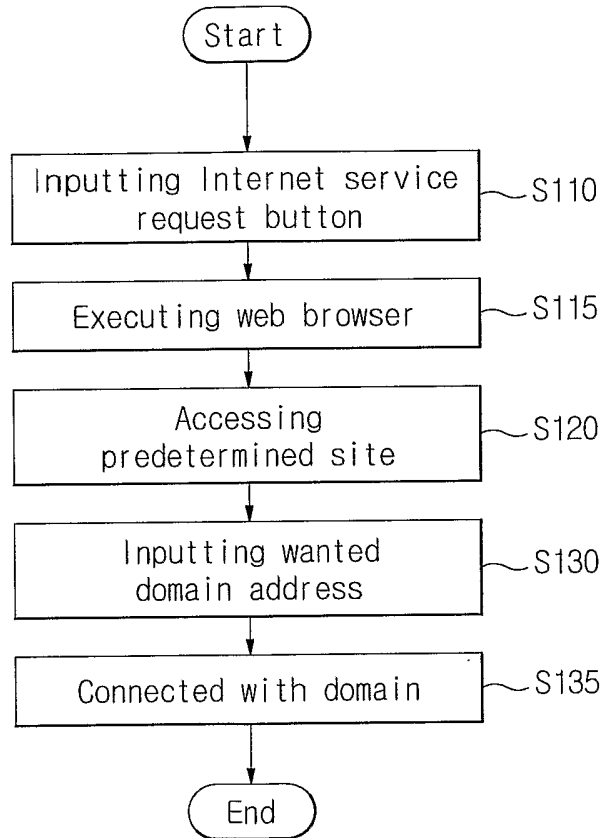 Start
Inputting Internet service
request button
S110
Executing web browser
S115
Accessing
predetermined site
S120
Inputting wanted
domain address
S130
Connected with domain
S135
End